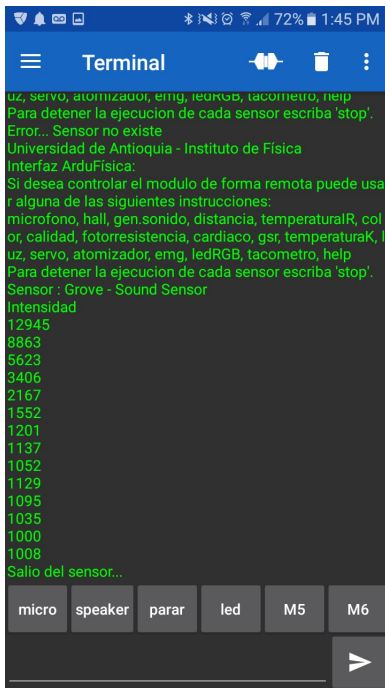 72% 1:45 PM
Terminal
uz, servo, atomizador, emg, ledRGB, tacometro, help
Para detener la ejecucion de cada sensor escriba 'stop'.
Error... Sensor no existe
Universidad de Antioquia - Instituto de Física
Interfaz ArduFísica:
Si desea controlar el modulo de forma remota puede usa
r alguna de las siguientes instrucciones:
microfono, hall, gen.sonido, distancia, temperaturaIR, col
or, calidad, fotorresistencia, cardiaco, gsr, temperaturaK, l
uz, servo, atomizador, emg, ledRGB, tacometro, help
Para detener la ejecucion de cada sensor escriba 'stop'.
Sensor : Grove - Sound Sensor
Intensidad
12945
8863
5623
3406
2167
1552
1201
1137
1052
1129
1095
1035
1000
1008
Salio del sensor...
micro speaker parar led M5 M6